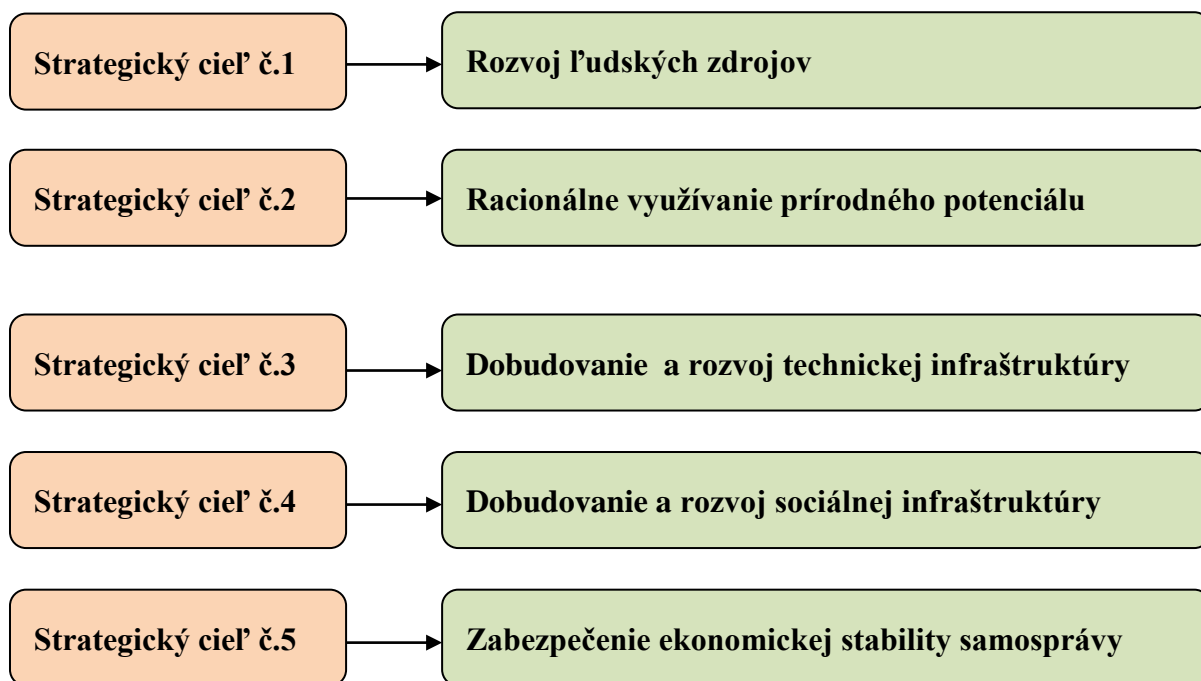 Strategický cieľ č.1
Rozvoj ľudských zdrojov
Strategický cieľ č.2
Racionálne využívanie prírodného potenciálu
Strategický cieľ č.3
Dobudovanie  a rozvoj technickej infraštruktúry
Strategický cieľ č.4
Dobudovanie a rozvoj sociálnej infraštruktúry
Strategický cieľ č.5
Zabezpečenie ekonomickej stability samosprávy